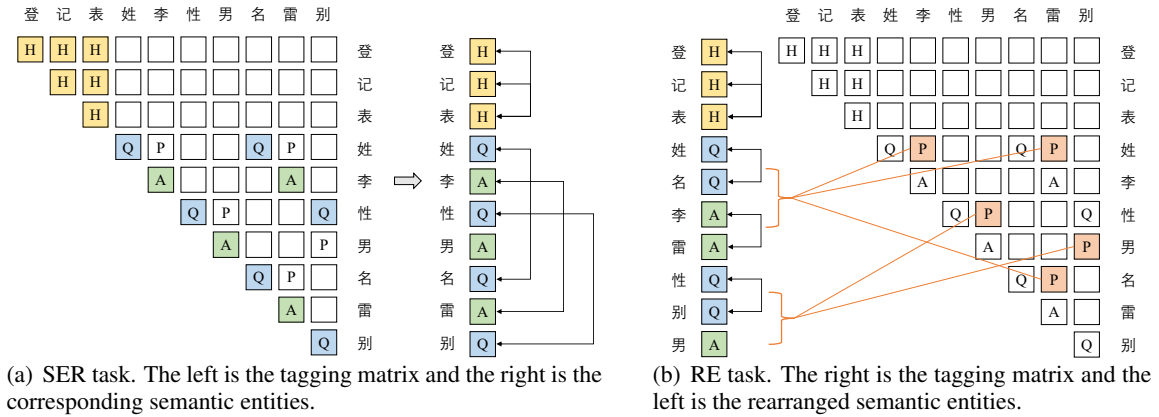 登 记 表 姓 李 性 男 名 雷 别
H H H 登
H H 记
H 表
Q P Q P 姓
A A 李
Q P Q 性
A P 男
Q P 名
A 雷
Q 别
登 H
记 H
表 H
姓 Q
李 A
性 Q
男 A
名 Q
雷 A
别 Q
(a) SER task. The left is the tagging matrix and the right is the
corresponding semantic entities.
登 H
记 H
表 H
姓 Q
名 Q
李 A
雷 A
性 Q
别 Q
男 A
登 记 表 姓 李 性 男 名 雷 别
H H H 登
H H 记
H 表
Q P Q P 姓
A A 李
Q P Q 性
A P 男
Q P 名
A 雷
Q 别
(b) RE task. The right is the tagging matrix and the
left is the rearranged semantic entities.